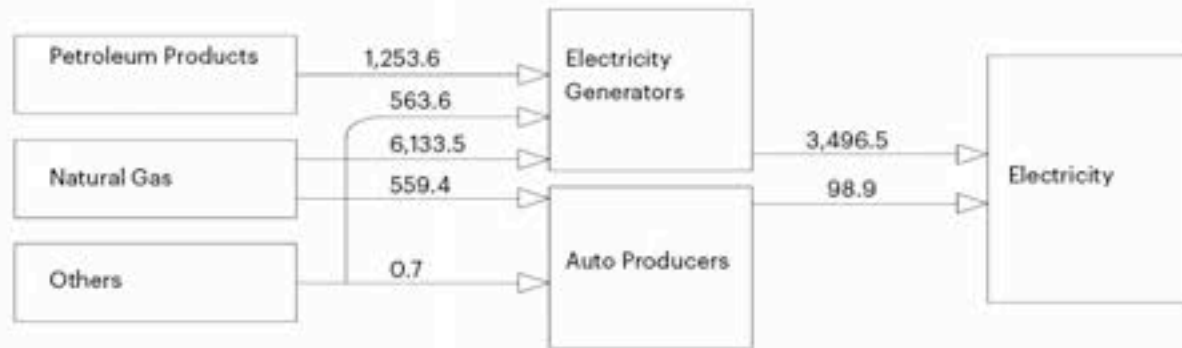 Petroleum Products
1,253.6
Electricity
Generators
563.6
Natural Gas
6,133.5
559.4
3,496.5
98.9
Electricity
Others
0.7
Auto Producers